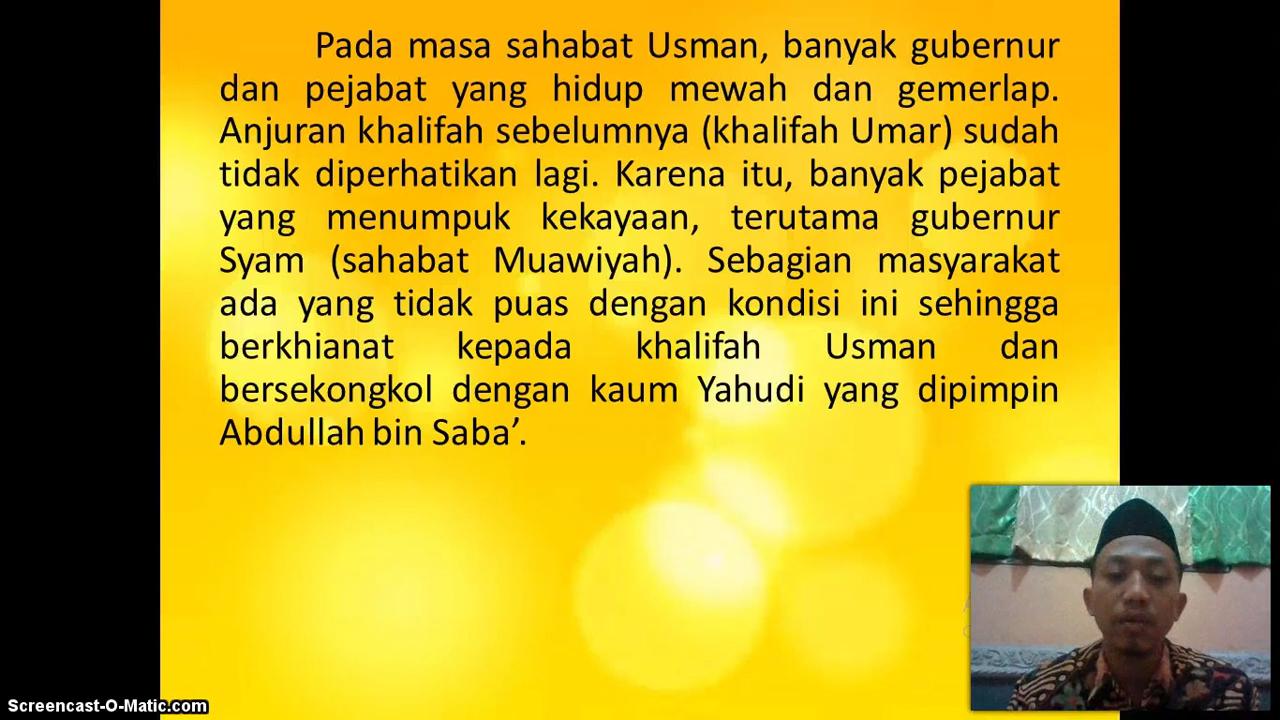 Pada masa sahabat Usman, banyak gubernur
dan pejabat yang hidup mewah dan gemerlap.
Anjuran khalifah sebelumnya (khalifah Umar) sudah
tidak diperhatikan lagi. Karena itu, banyak pejabat
yang menumpuk kekayaan, terutama gubernur
Syam (sahabat Muawiyah). Sebagian masyarakat
ada yang tidak puas dengan kondisi ini sehingga
berkhianat kepada khalifah Usman dan
bersekongkol dengan kaum Yahudi yang dipimpin
Abdullah bin Saba’.
Screencast-O-Matic.com